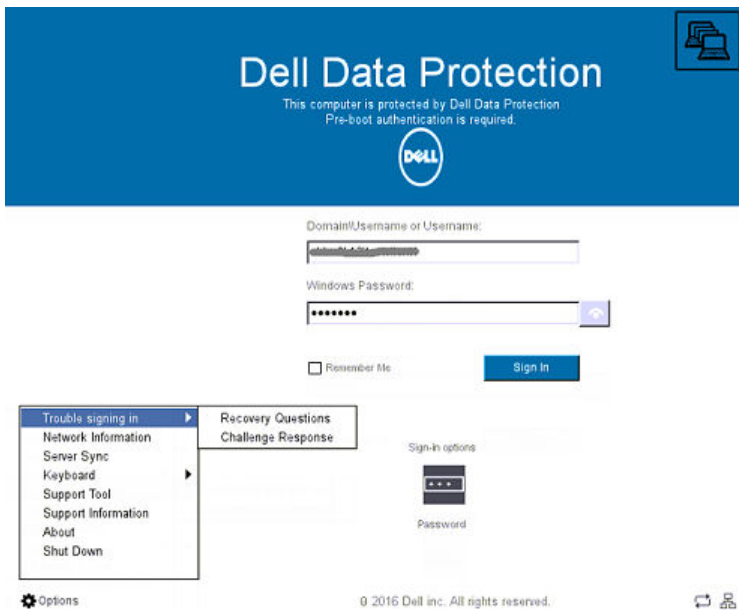 Dell Data Protection
This computer is protected by Dell Data Protection
Pre-boot authentication is required.
DELL
Domain\Username or Username:
Windows Password:
Remember Me
Sign In
Trouble signing in
Recovery Questions
Network Information
Challenge Response
Server Sync
Keyboard
Support Tool
Support Information
About
Shut Down
Sign-in options
Password
Options
© 2016 Dell inc. All rights reserved.